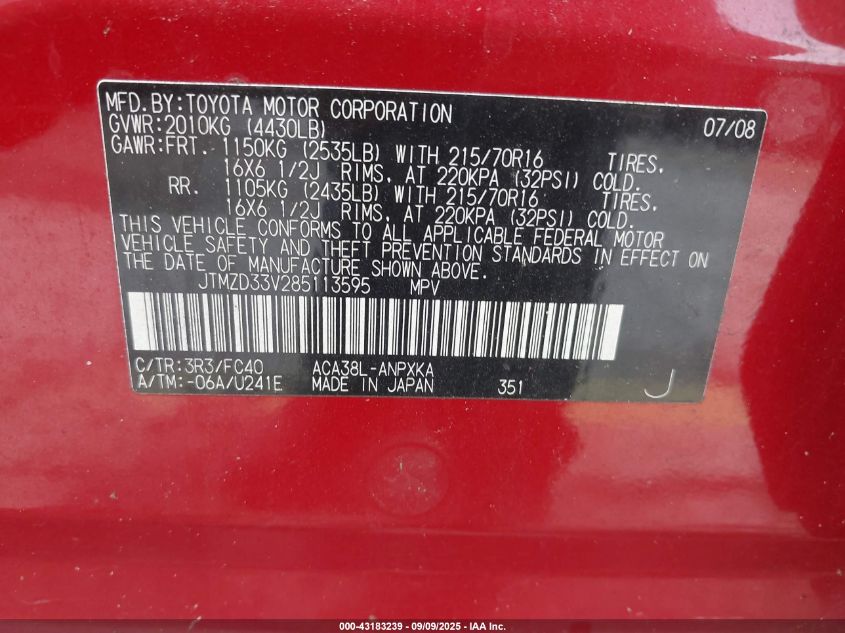 MFD.BY:TOYOTA MOTOR CORPORATION 07/08
GVWR:2010KG (4430LB)
GAWR:FRT. 1150KG (2535LB) WITH 215/70R16 TIRES,
16X6 1/2J RIMS, AT 220KPA (32PSI) COLD.
RR. 1105KG (2435LB) WITH 215/70R16 TIRES,
16X6 1/2J RIMS, AT 220KPA (32PSI) COLD.
THIS VEHICLE CONFORMS TO ALL APPLICABLE FEDERAL MOTOR
VEHICLE SAFETY AND THEFT PREVENTION STANDARDS IN EFFECT ON
THE DATE OF MANUFACTURE SHOWN ABOVE.
JTMZD33V285113595 MPV
C/TR:3R3/FC40 ACA38L-ANPXKA
A/TM:-06A/U241E MADE IN JAPAN 351 J
000-43183239 - 09/09/2025 - IAA Inc.